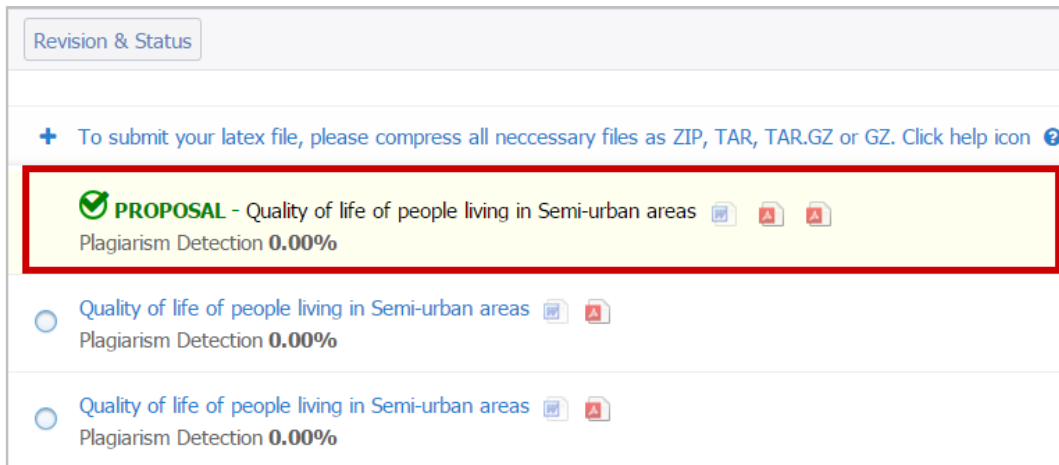 Revision & Status
To submit your latex file, please compress all neccessary files as ZIP, TAR, TAR.GZ or GZ. Click help icon
PROPOSAL - Quality of life of people living in Semi-urban areas
Plagiarism Detection 0.00%
Quality of life of people living in Semi-urban areas
Plagiarism Detection 0.00%
Quality of life of people living in Semi-urban areas
Plagiarism Detection 0.00%